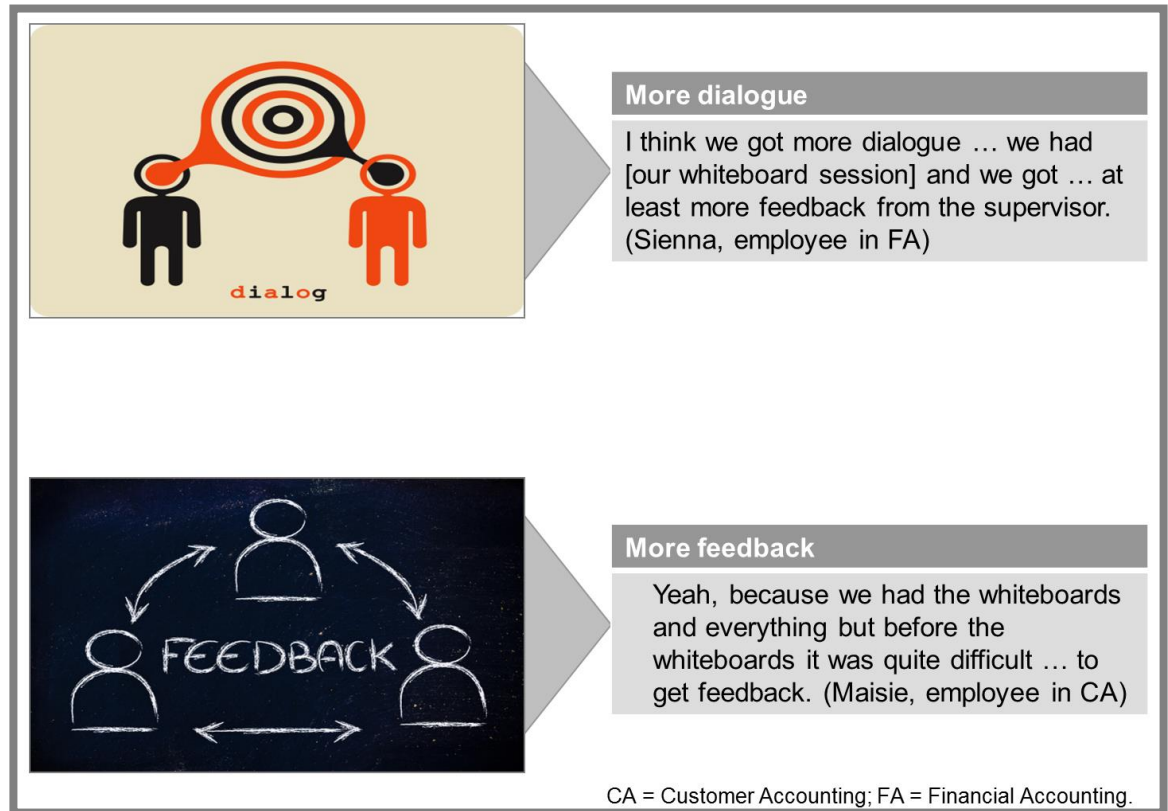 dialog
More dialogue
I think we got more dialogue … we had
[our whiteboard session] and we got … at
least more feedback from the supervisor.
(Sienna, employee in FA)
FEEDBACK
More feedback
Yeah, because we had the whiteboards
and everything but before the
whiteboards it was quite difficult … to
get feedback. (Maisie, employee in CA)
CA = Customer Accounting; FA = Financial Accounting.